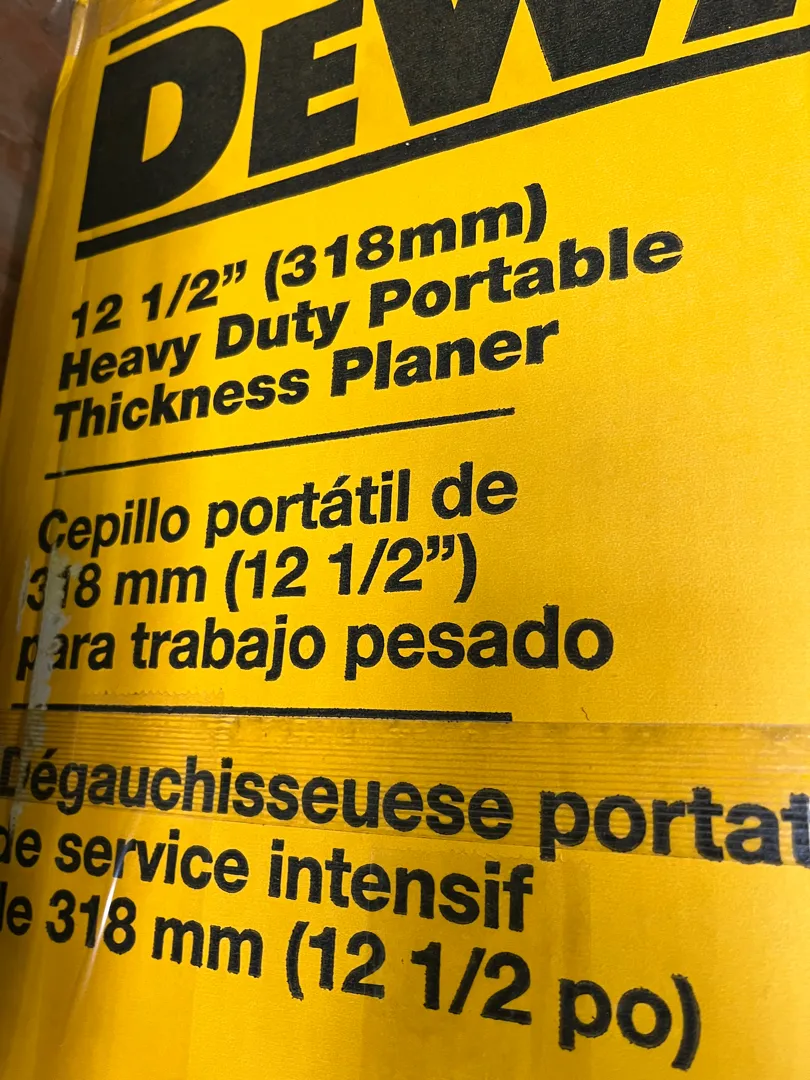 DEWA
12 1/2” (318mm)
Heavy Duty Portable
Thickness Planer
Cepillo portátil de
318 mm (12 1/2”)
para trabajo pesado
Dégauchisseuese portat
de service intensif
de 318 mm (12 1/2 po)